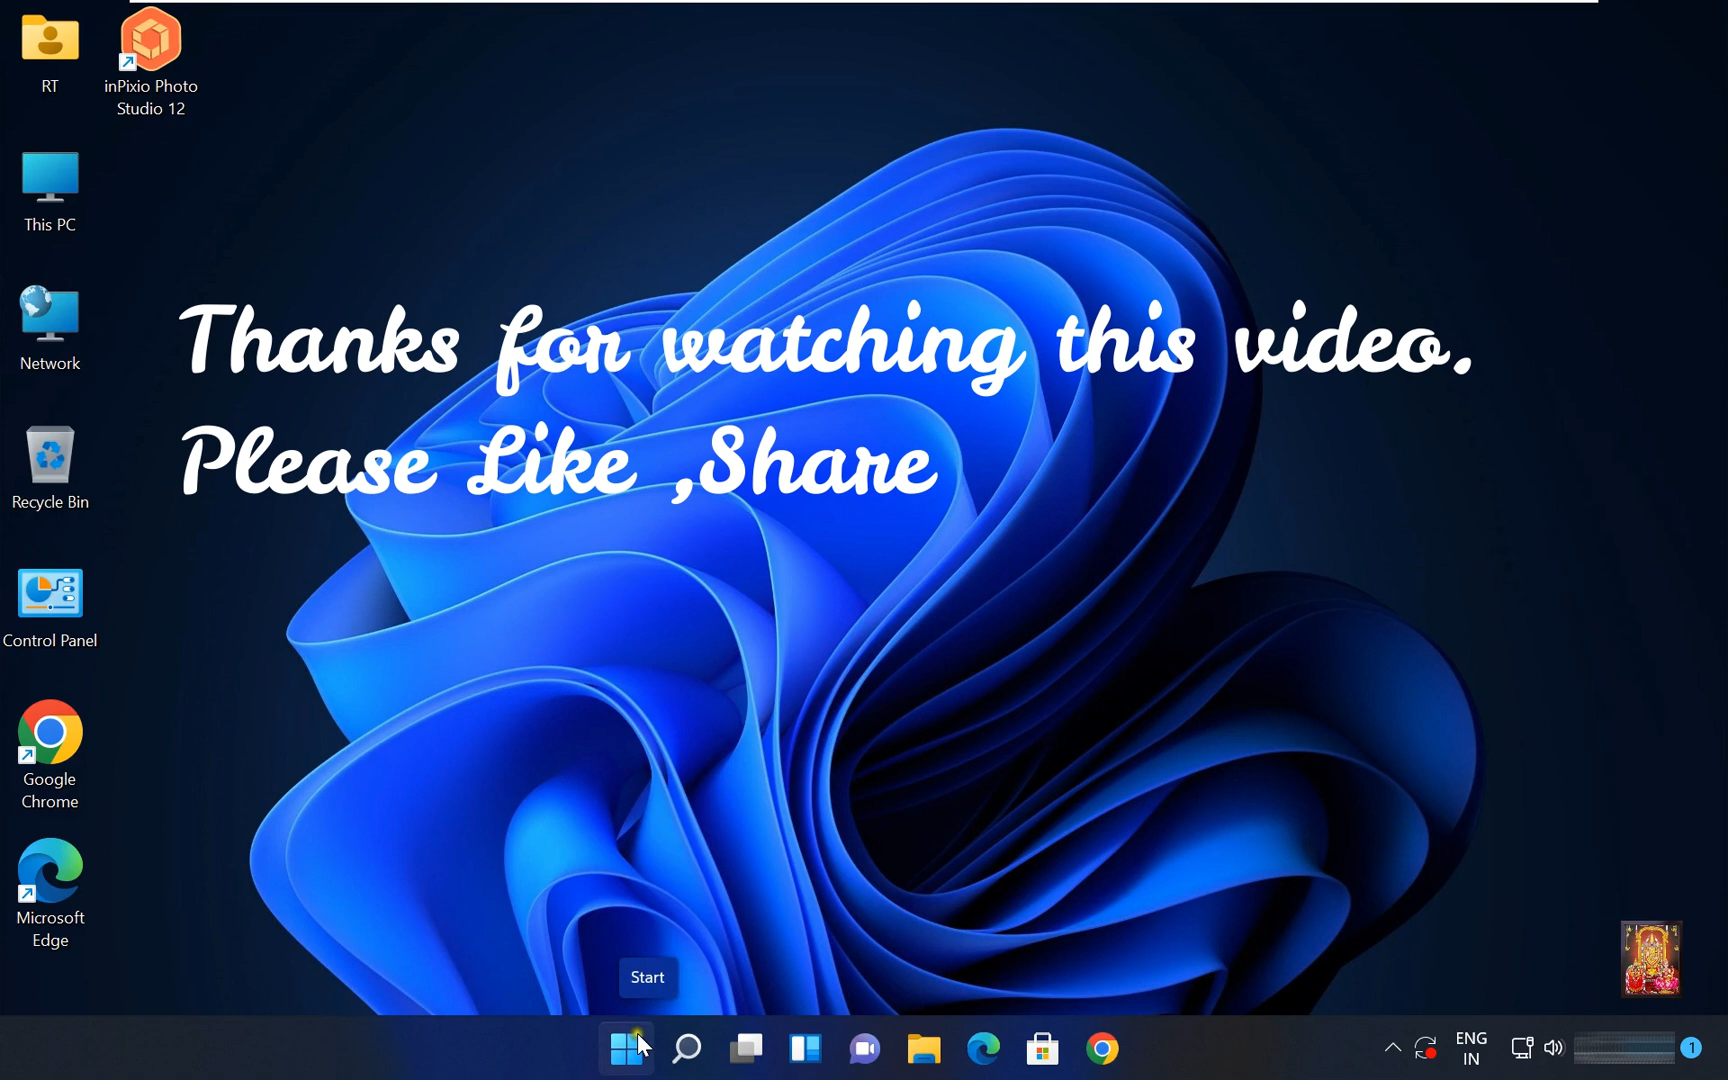 RT
inPixio Photo
Studio 12
This PC
Network
Thanks for watching this video.
Please Like ,Share
Recycle Bin
Control Panel
Google
Chrome
Microsoft
Edge
Start
ENG
IN
1